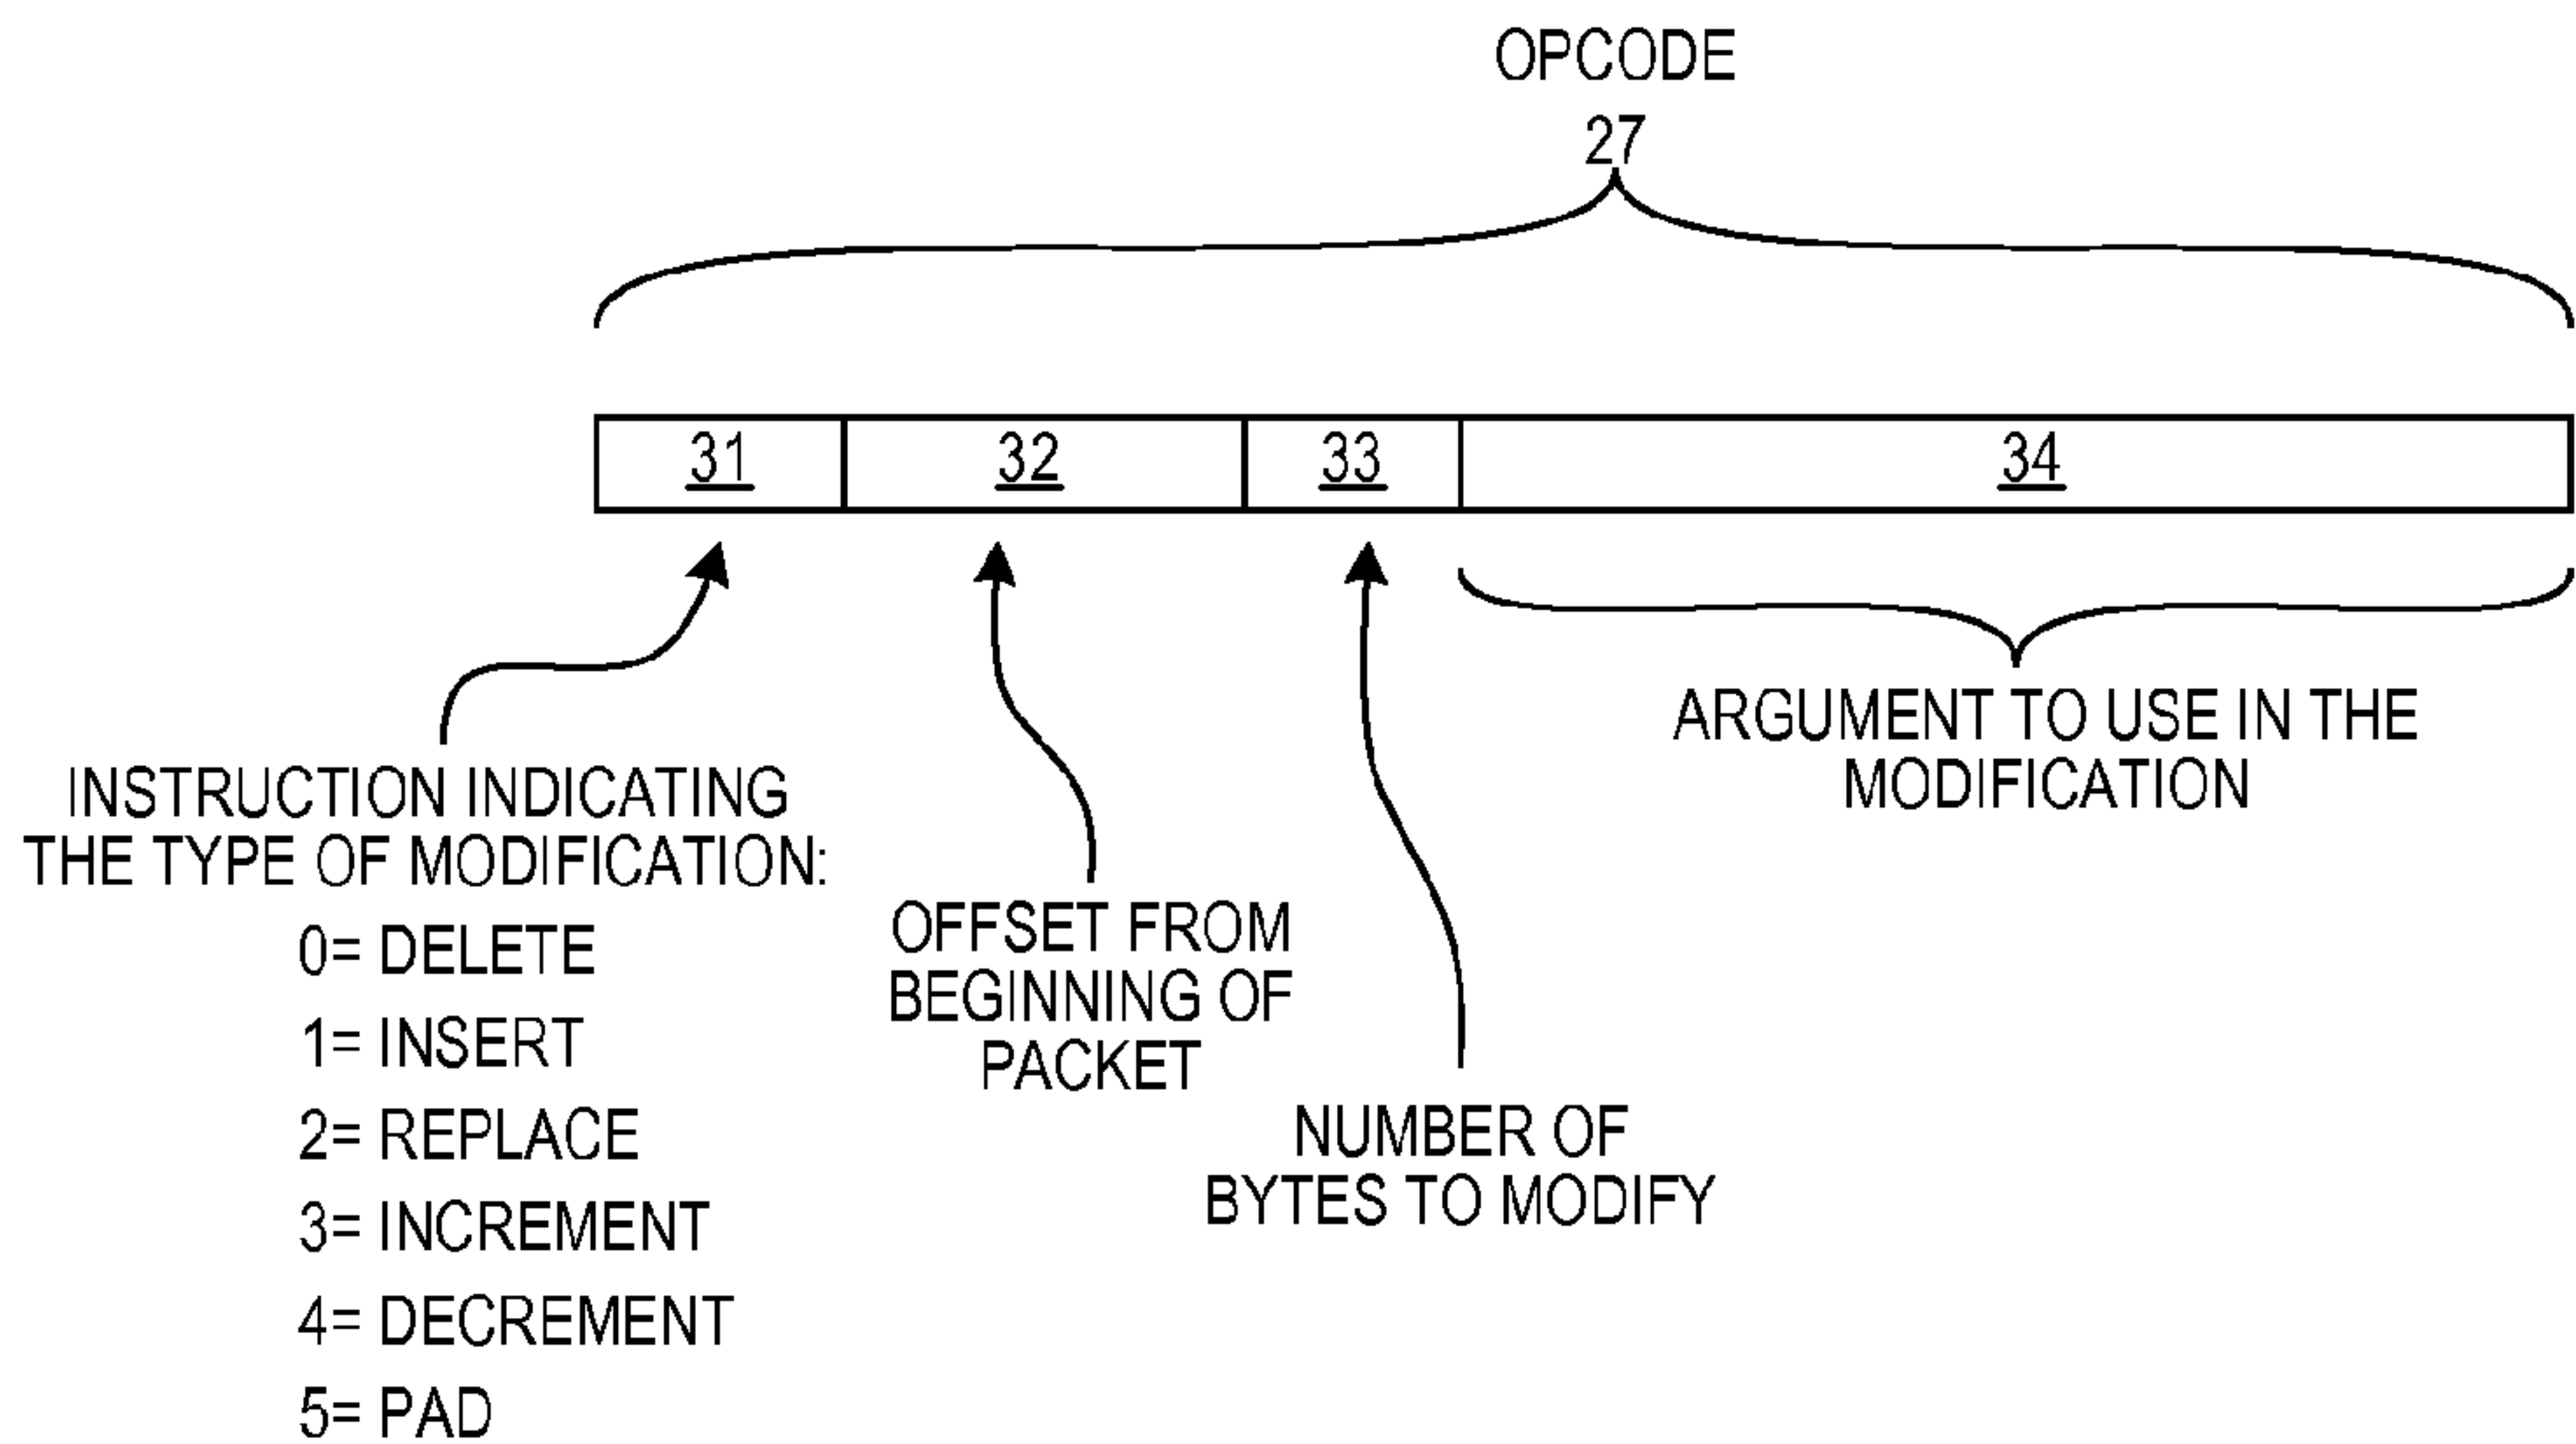 OPCODE
27
31 32 33 34
INSTRUCTION INDICATING
THE TYPE OF MODIFICATION:
0= DELETE
1= INSERT
2= REPLACE
3= INCREMENT
4= DECREMENT
5= PAD
OFFSET FROM
BEGINNING OF
PACKET
NUMBER OF
BYTES TO MODIFY
ARGUMENT TO USE IN THE
MODIFICATION